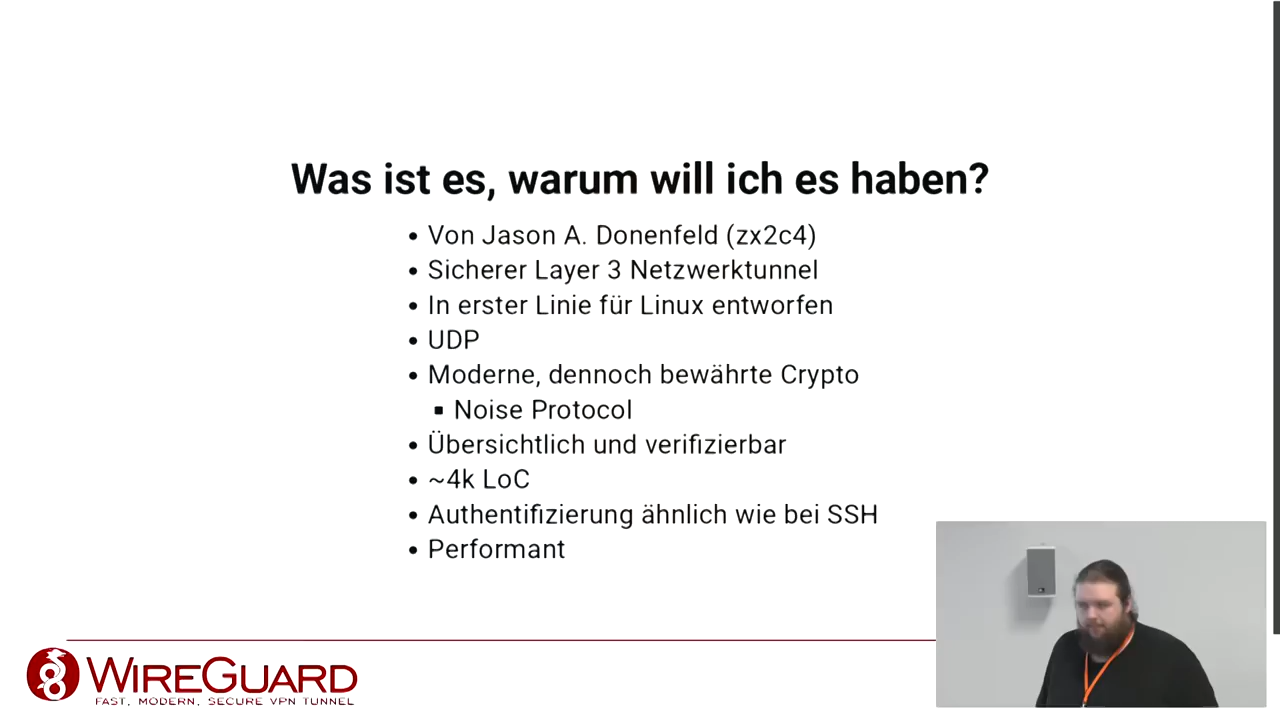 Was ist es, warum will ich es haben?
• Von Jason A. Donenfeld (zx2c4)
• Sicherer Layer 3 Netzwerktunnel
• In erster Linie für Linux entworfen
• UDP
• Moderne, dennoch bewährte Crypto
▪ Noise Protocol
• Übersichtlich und verifizierbar
• ~4k LoC
• Authentifizierung ähnlich wie bei SSH
• Performant
WIREGUARD
FAST, MODERN, SECURE VPN TUNNEL